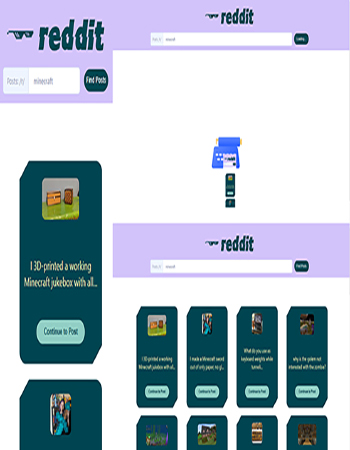 reddit
Posts /r/ minecraft Find Posts
I 3D-printed a working
Minecraft jukebox with all...
Continue to Post
reddit
Posts /r/ minecraft Loading...
reddit
Posts /r/ minecraft Find Posts
I 3D-printed a working
Minecraft jukebox with all...
Continue to Post
I made a Minecraft sword
out of only paper, no gl...
Continue to Post
What do you use as
keyboard weights while
tunnel...
Continue to Post
why is the golem not
interested with the zombie?
Continue to Post